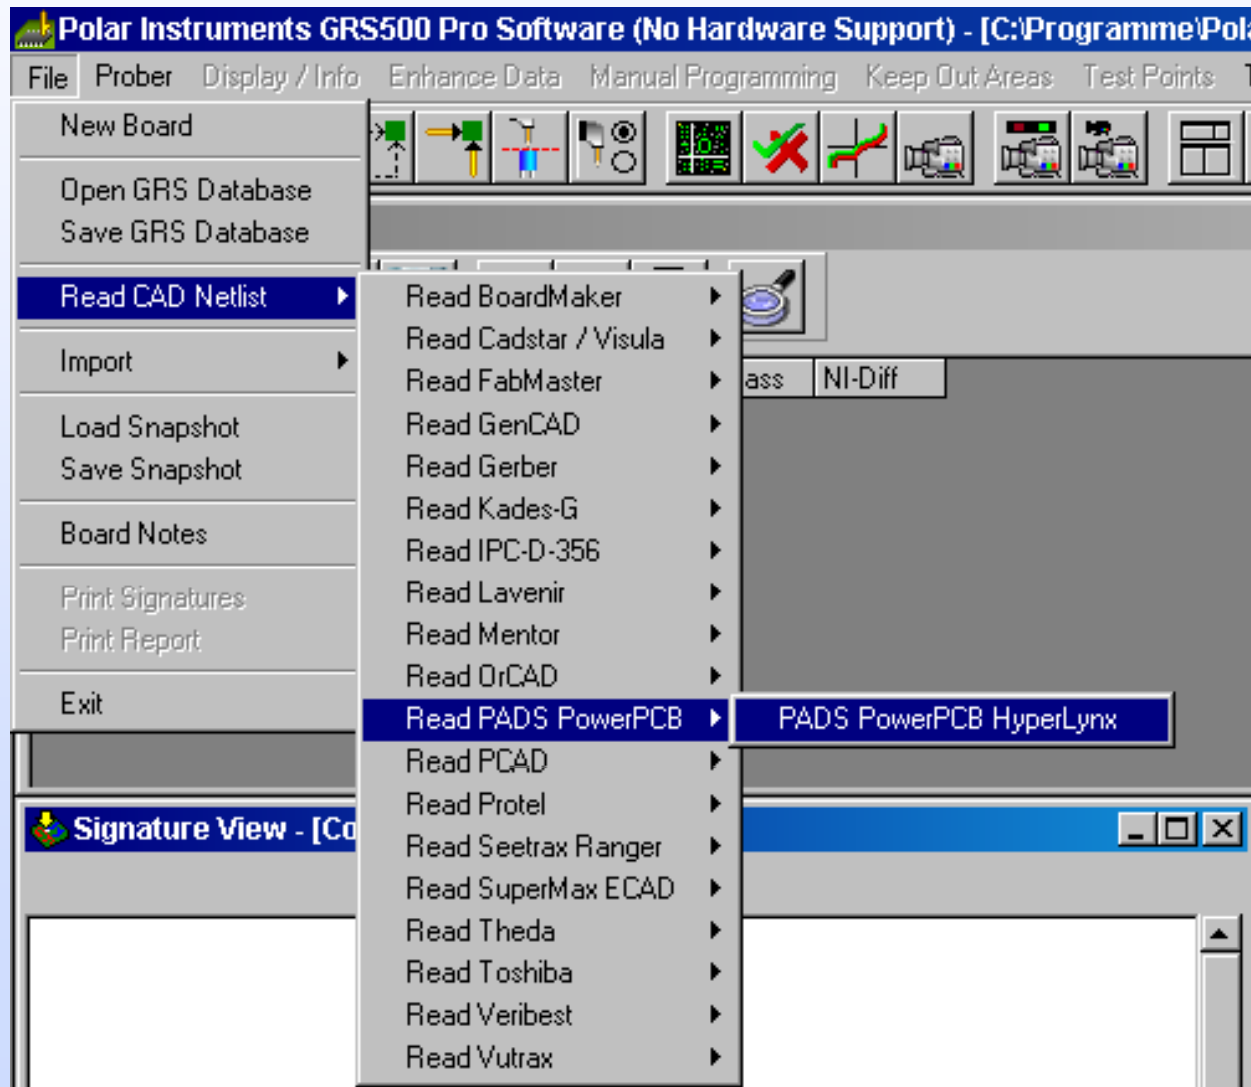 Polar Instruments GRS500 Pro Software (No Hardware Support) - [C:\Programme\Pola
File Prober Display / Info Enhance Data Manual Programming Keep Out Areas Test Points
New Board
Open GRS Database
Save GRS Database
Read CAD Netlist
Import
Load Snapshot
Save Snapshot
Board Notes
Print Signatures
Print Report
Exit
Read BoardMaker
Read Cadstar / Visula
Read FabMaster
Read GenCAD
Read Gerber
Read Kades-G
Read IPC-D-356
Read Lavenir
Read Mentor
Read OrCAD
Read PADS PowerPCB
Read PCAD
Read Protel
Read Seetrax Ranger
Read SuperMax ECAD
Read Theda
Read Toshiba
Read Veribest
Read Vutrax
PADS PowerPCB HyperLynx
ass NI-Diff
Signature View - [Co